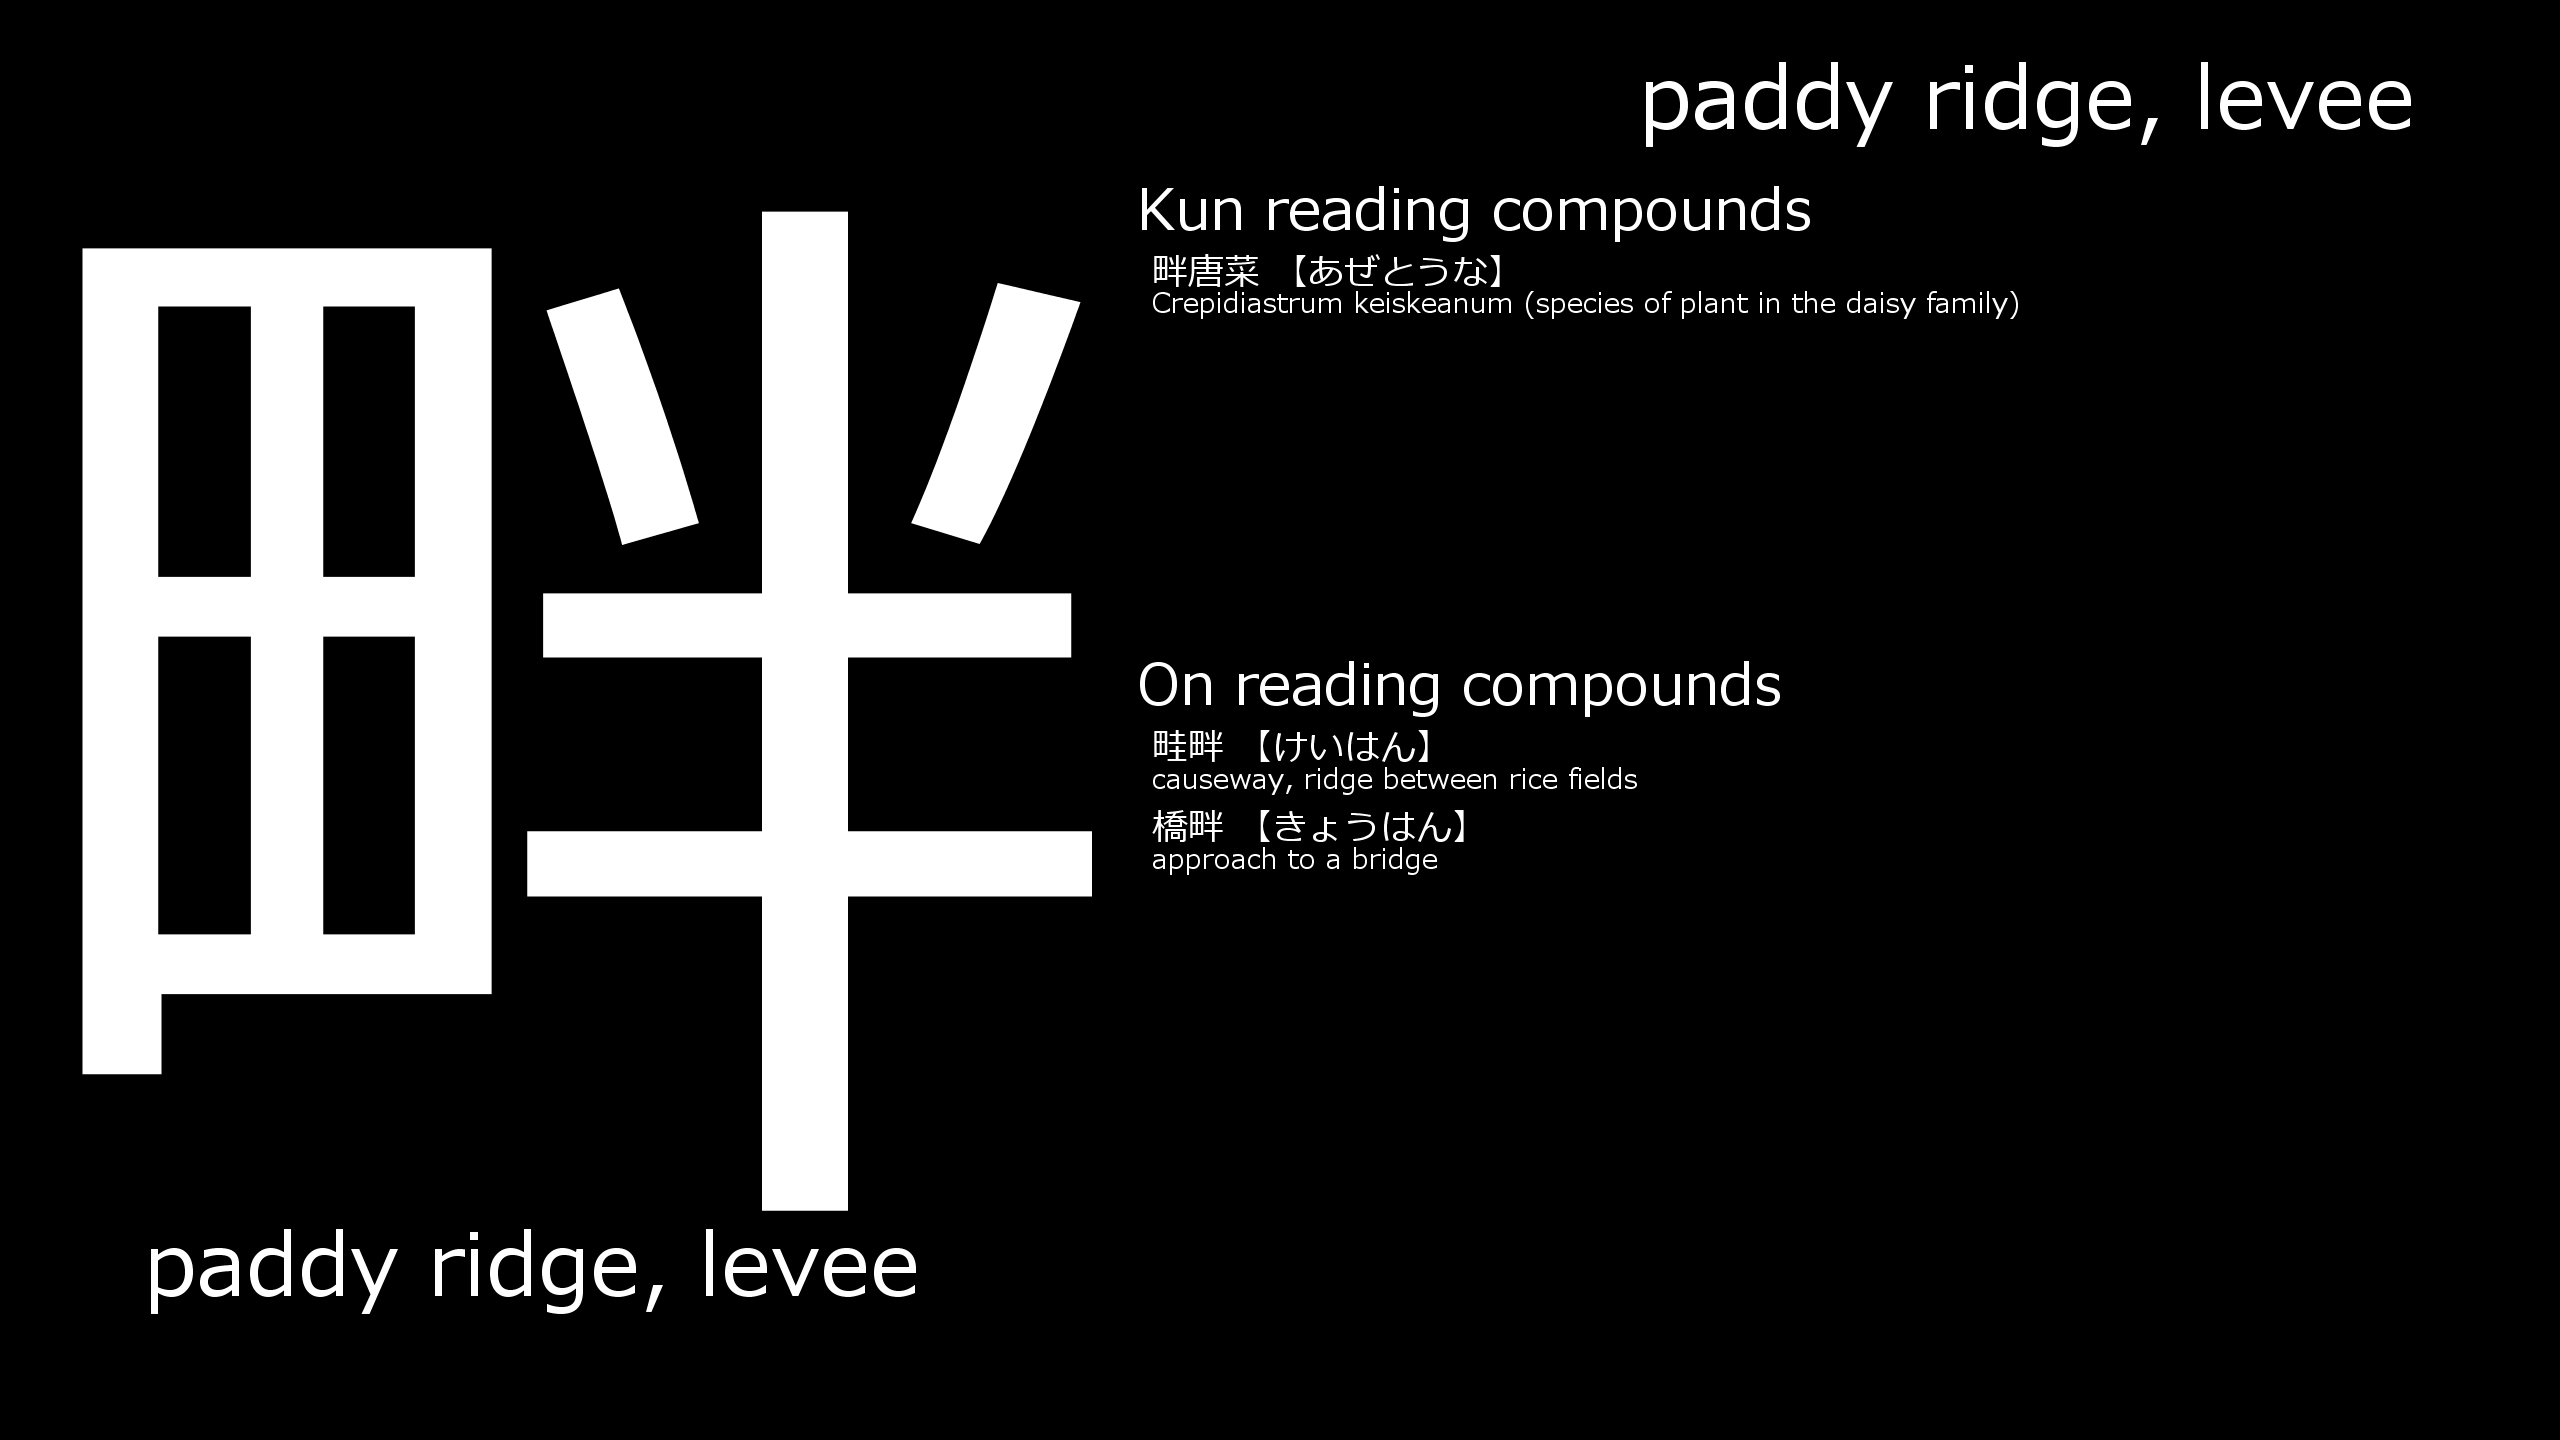 paddy ridge, levee
畔
Kun reading compounds
畔唐菜 【あぜとうな】
Crepidiastrum keiskeanum (species of plant in the daisy family)
On reading compounds
畦畔 【けいはん】
causeway, ridge between rice fields
橋畔 【きょうはん】
approach to a bridge
paddy ridge, levee